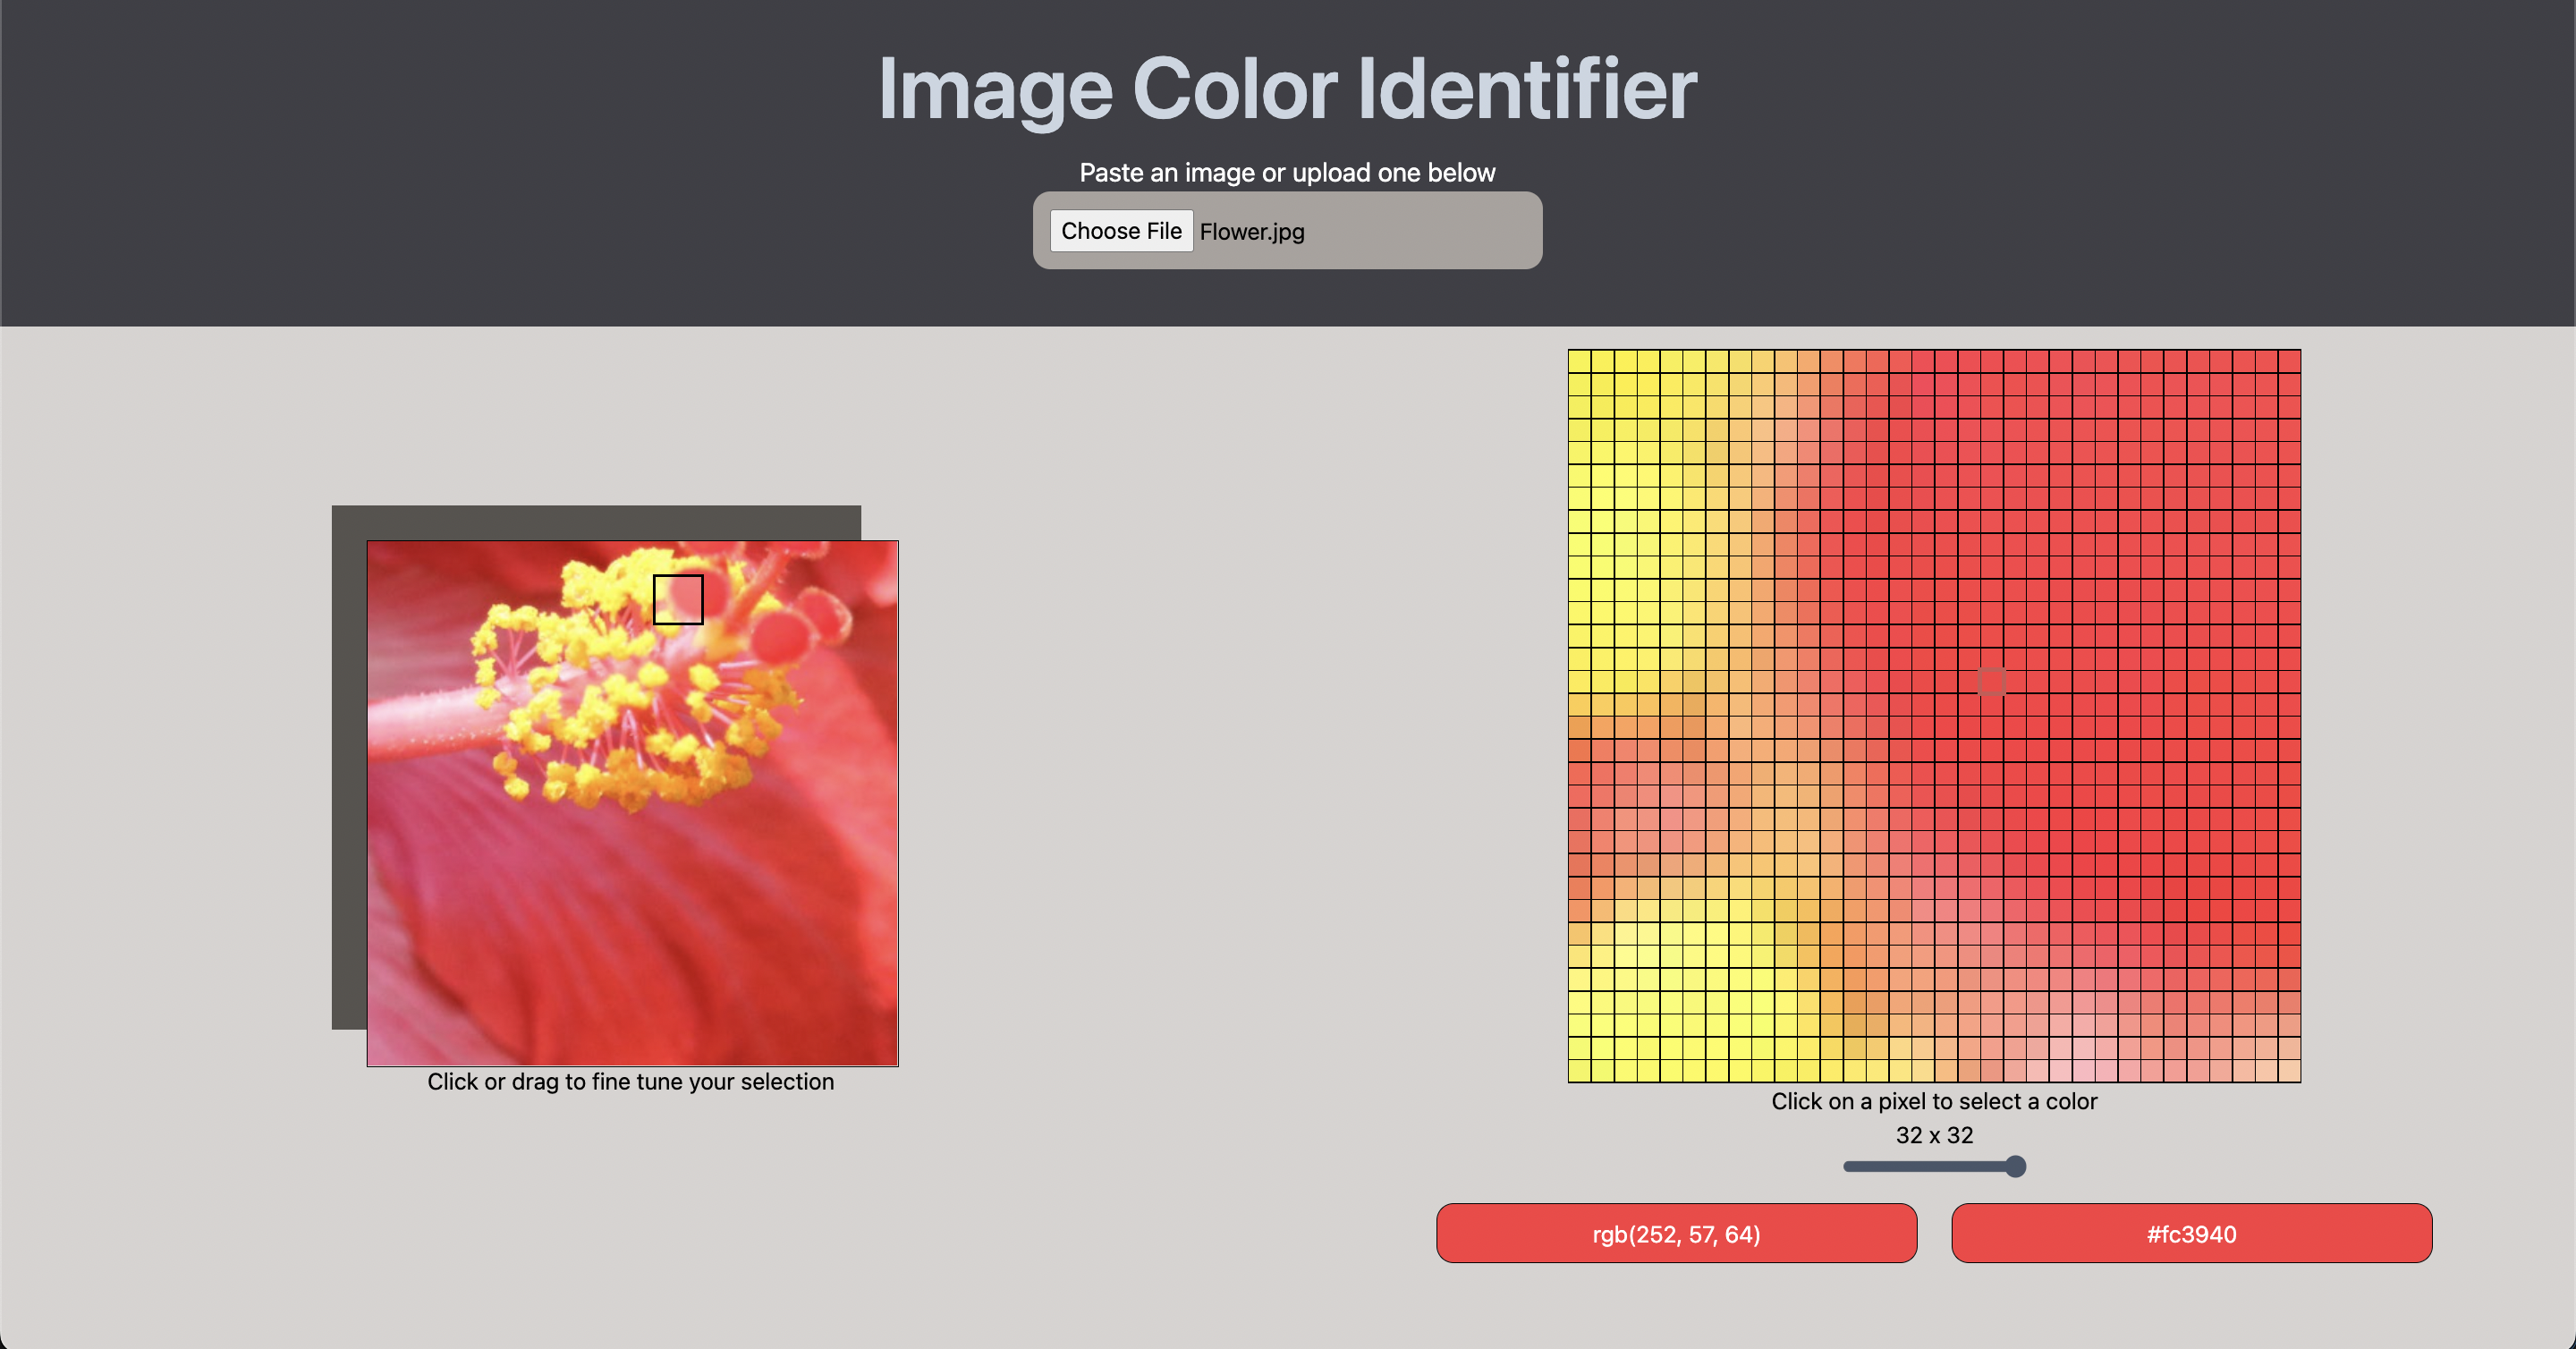 Image Color Identifier
Paste an image or upload one below
Choose File Flower.jpg
Click or drag to fine tune your selection
Click on a pixel to select a color
32 x 32
rgb(252, 57, 64)
#fc3940